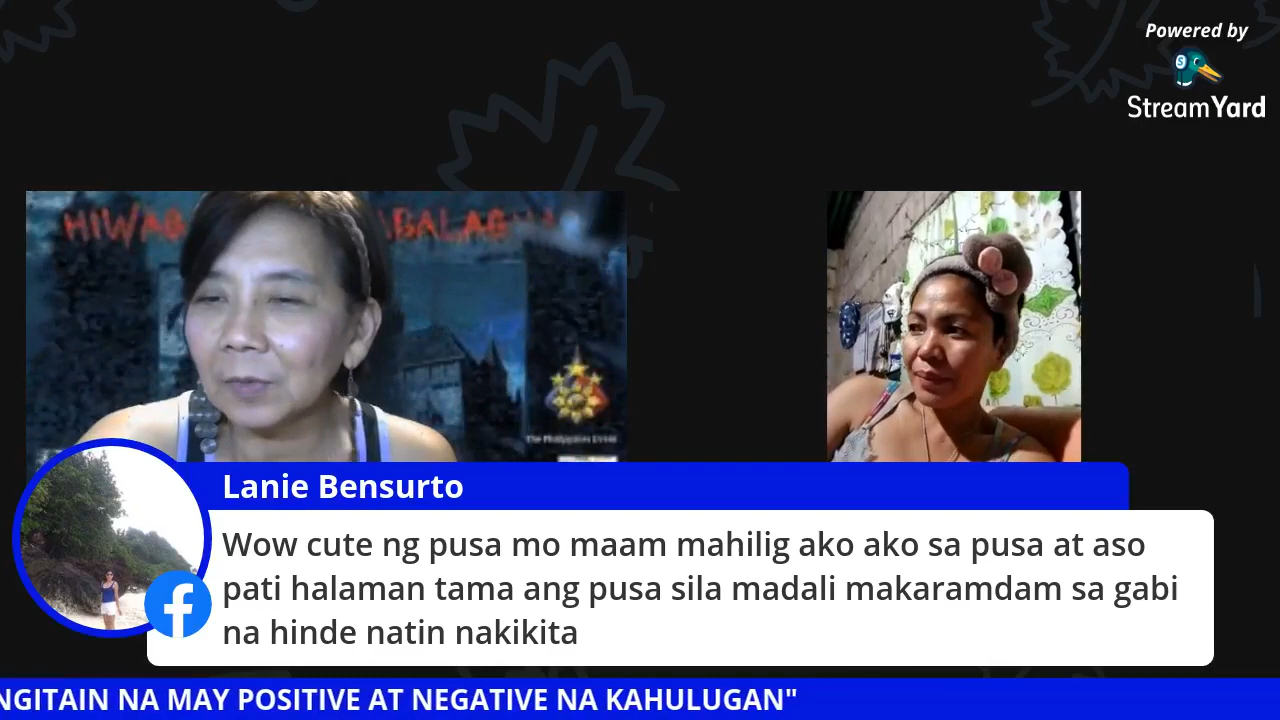 Powered by
StreamYard
HIWAG ABALAG
Lanie Bensurto
Wow cute ng pusa mo maam mahilig ako ako sa pusa at aso
pati halaman tama ang pusa sila madali makaramdam sa gabi
na hinde natin nakikita
NGITAIN NA MAY POSITIVE AT NEGATIVE NA KAHULUGAN"